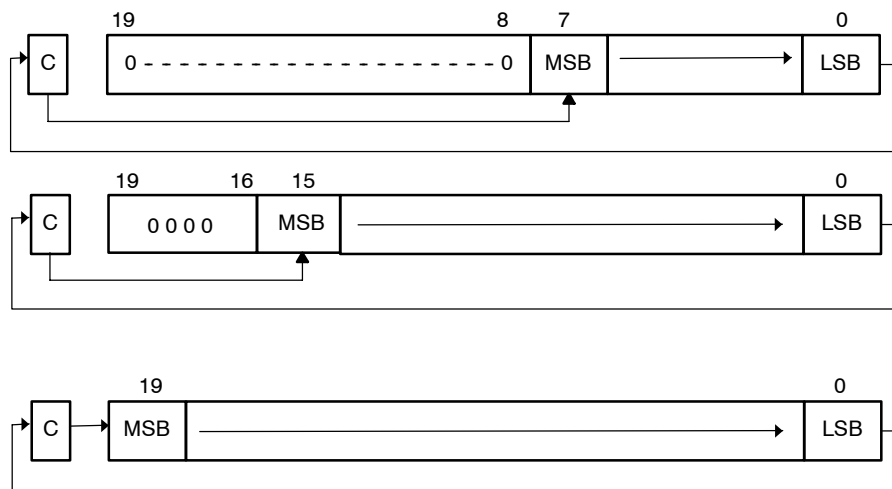 19 8 7 0
C 0 - - - - - - - - - - - - - - - - - - 0 MSB LSB
19 16 15 0
C 0 0 0 0 MSB LSB
19 0
C MSB LSB